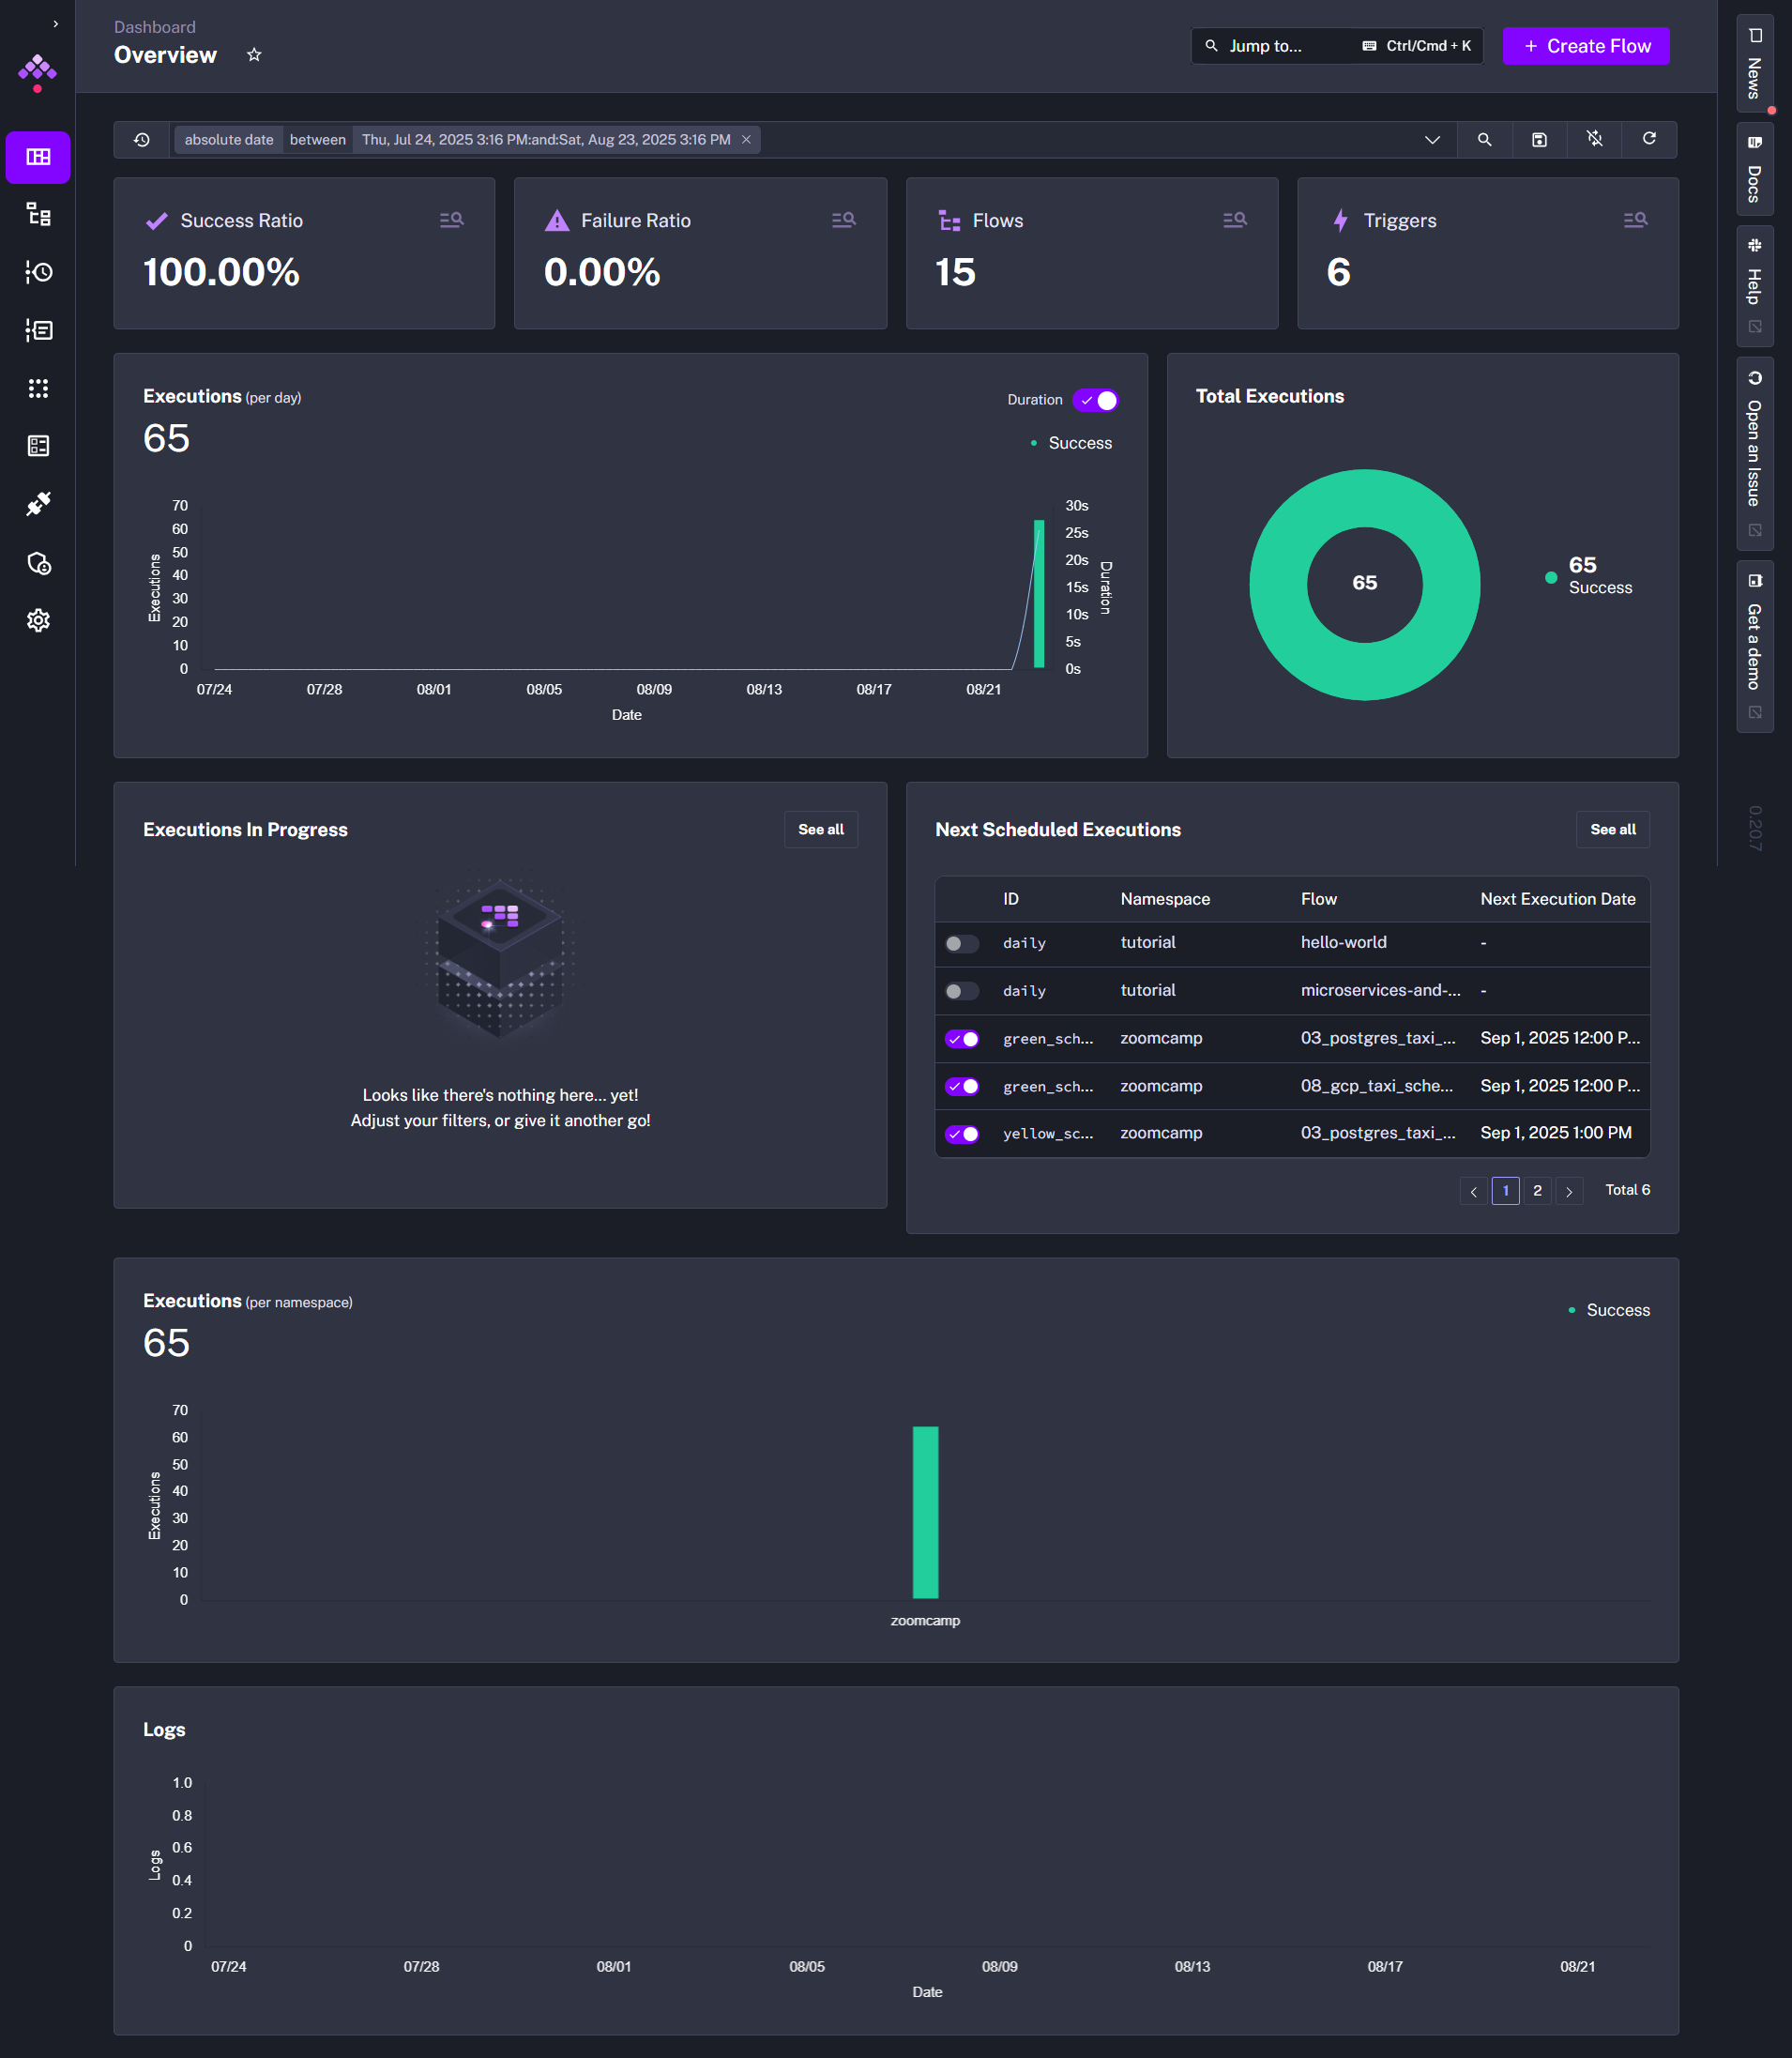 Dashboard
Overview
Jump to...
Ctrl/Cmd + K
+ Create Flow
absolute date between Thu, Jul 24, 2025 3:16 PM:and:Sat, Aug 23, 2025 3:16 PM
Success Ratio
100.00%
Failure Ratio
0.00%
Flows
15
Triggers
6
Executions (per day)
65
Duration
Success
70
60
50
40
30
20
10
0
Executions
30s
25s
20s
15s
10s
5s
0s
Duration
07/24 07/28 08/01 08/05 08/09 08/13 08/17 08/21
Date
Total Executions
65
65
Success
Executions In Progress
See all
Looks like there's nothing here... yet!
Adjust your filters, or give it another go!
Next Scheduled Executions
See all
ID Namespace Flow Next Execution Date
daily tutorial hello-world -
daily tutorial microservices-and-... -
green_sch... zoomcamp 03_postgres_taxi_... Sep 1, 2025 12:00 P...
green_sch... zoomcamp 08_gcp_taxi_sche... Sep 1, 2025 12:00 P...
yellow_sc... zoomcamp 03_postgres_taxi_... Sep 1, 2025 1:00 PM
1 2 Total 6
Executions (per namespace)
65
Success
70
60
50
40
30
20
10
0
Executions
zoomcamp
Logs
1.0
0.8
0.6
0.4
0.2
0
Logs
07/24 07/28 08/01 08/05 08/09 08/13 08/17 08/21
Date
News
Docs
Help
Open an Issue
Get a demo
0.20.7